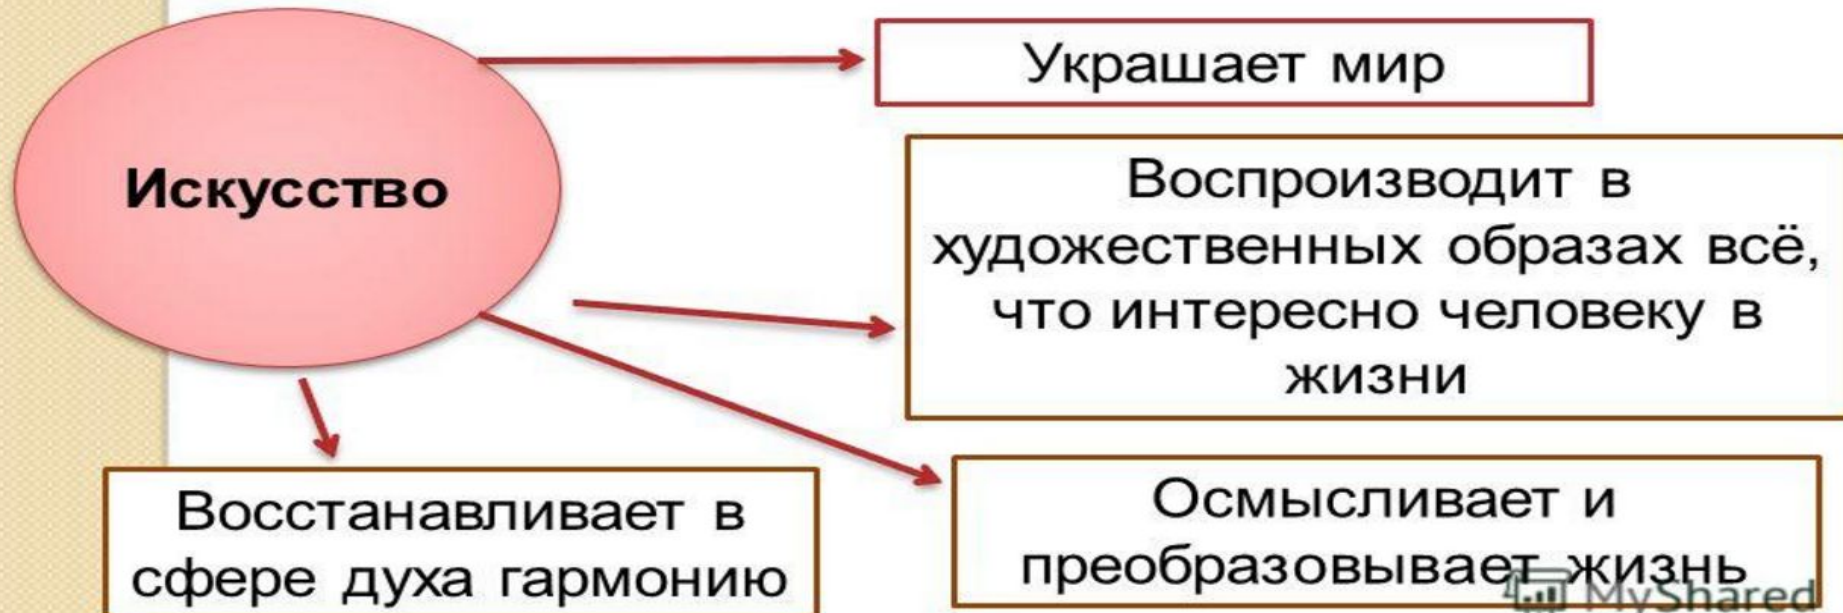 Искусство
Украшает мир
Воспроизводит в
художественных образах всё,
что интересно человеку в
жизни
Осмысливает и
преобразовывает жизнь
Восстанавливает в
сфере духа гармонию
MyShared